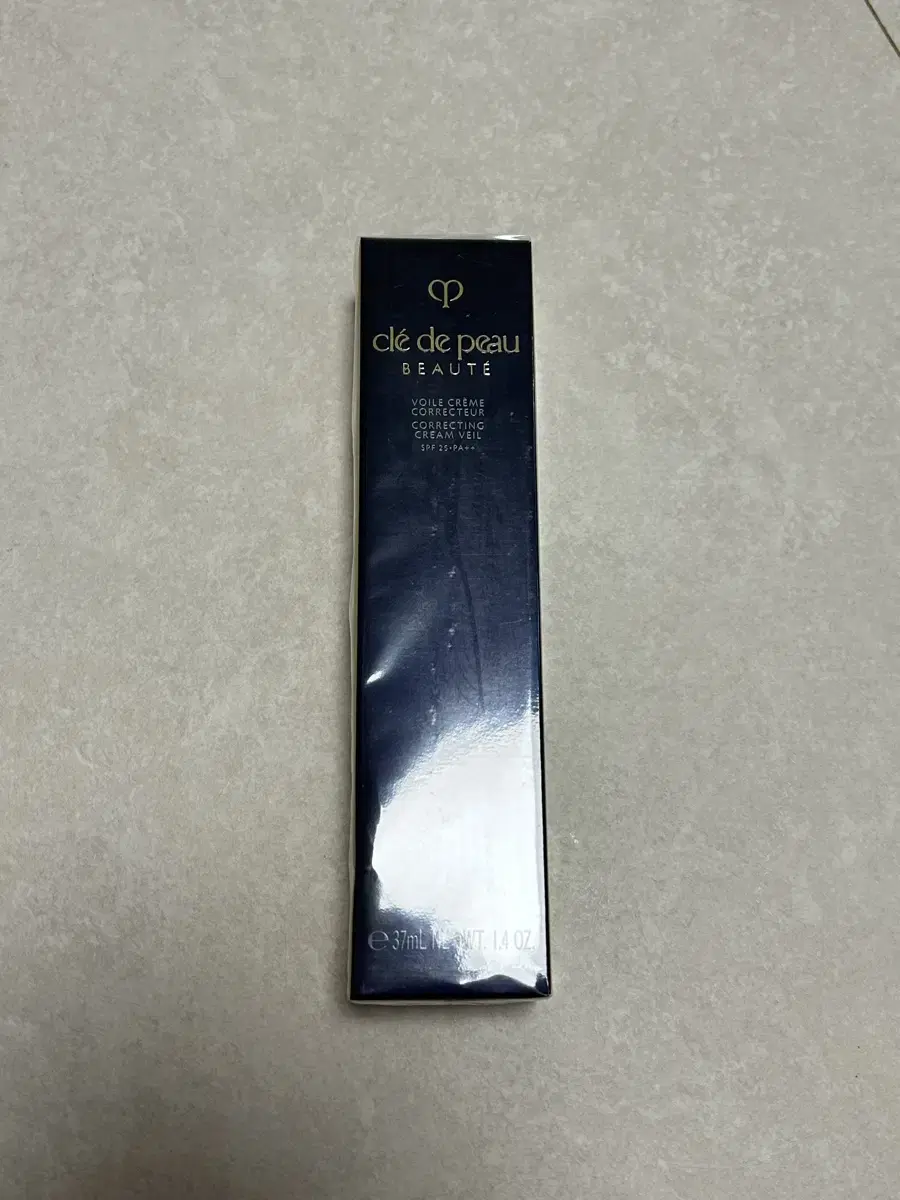 clé de peau
BEAUTÉ
VOILE CRÈME
CORRECTEUR
CORRECTING
CREAM VEIL
SPF 25•PA++
℮ 37mL WT. 1.4 OZ.